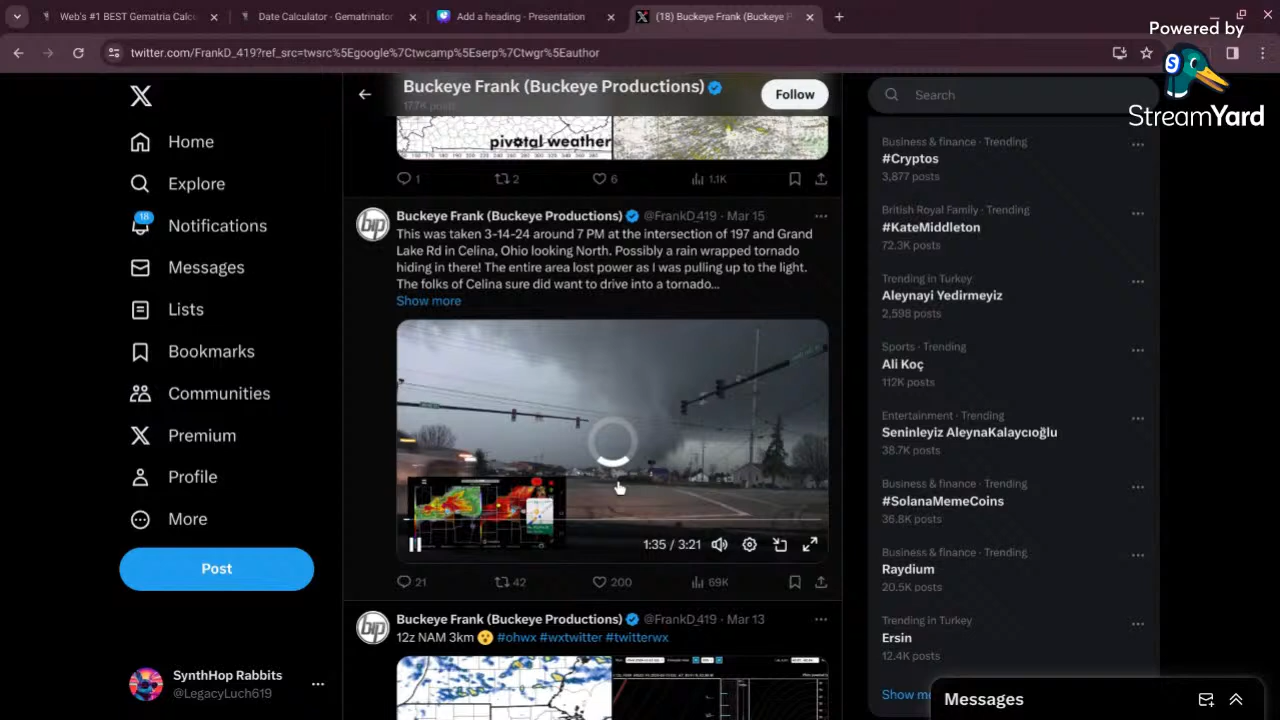 Web's #1 BEST Gematria Calcu
Date Calculator - Gematrinator
Add a heading - Presentation
(18) Buckeye Frank (Buckeye P
twitter.com/FrankD_419?ref_src=twsrc%5Egoogle%7Ctwcamp%5Eserp%7Ctwgr%5Eauthor
Powered by
StreamYard
Home
Explore
18
Notifications
Messages
Lists
Bookmarks
Communities
Premium
Profile
More
Post
SynthHop Rabbits
@LegacyLuch619
Buckeye Frank (Buckeye Productions)
17.7K posts
Follow
pivotal weather
1 2 6 1.1K
Buckeye Frank (Buckeye Productions) @FrankD_419 · Mar 15
This was taken 3-14-24 around 7 PM at the intersection of 197 and Grand
Lake Rd in Celina, Ohio looking North. Possibly a rain wrapped tornado
hiding in there! The entire area lost power as I was pulling up to the light.
The folks of Celina sure did want to drive into a tornado...
Show more
bip
1:35 / 3:21
21 42 200 69K
Buckeye Frank (Buckeye Productions) @FrankD_419 · Mar 13
12z NAM 3km 😮 #ohwx #wxtwitter #twitterwx
bip
Search
Business & finance · Trending
#Cryptos
3,877 posts
British Royal Family · Trending
#KateMiddleton
72.3K posts
Trending in Turkey
Aleynayi Yedirmeyiz
2,598 posts
Sports · Trending
Ali Koç
112K posts
Entertainment · Trending
Seninleyiz AleynaKalaycıoğlu
38.7K posts
Business & finance · Trending
#SolanaMemeCoins
36.8K posts
Business & finance · Trending
Raydium
20.5K posts
Trending in Turkey
Ersin
12.4K posts
Show
Messages